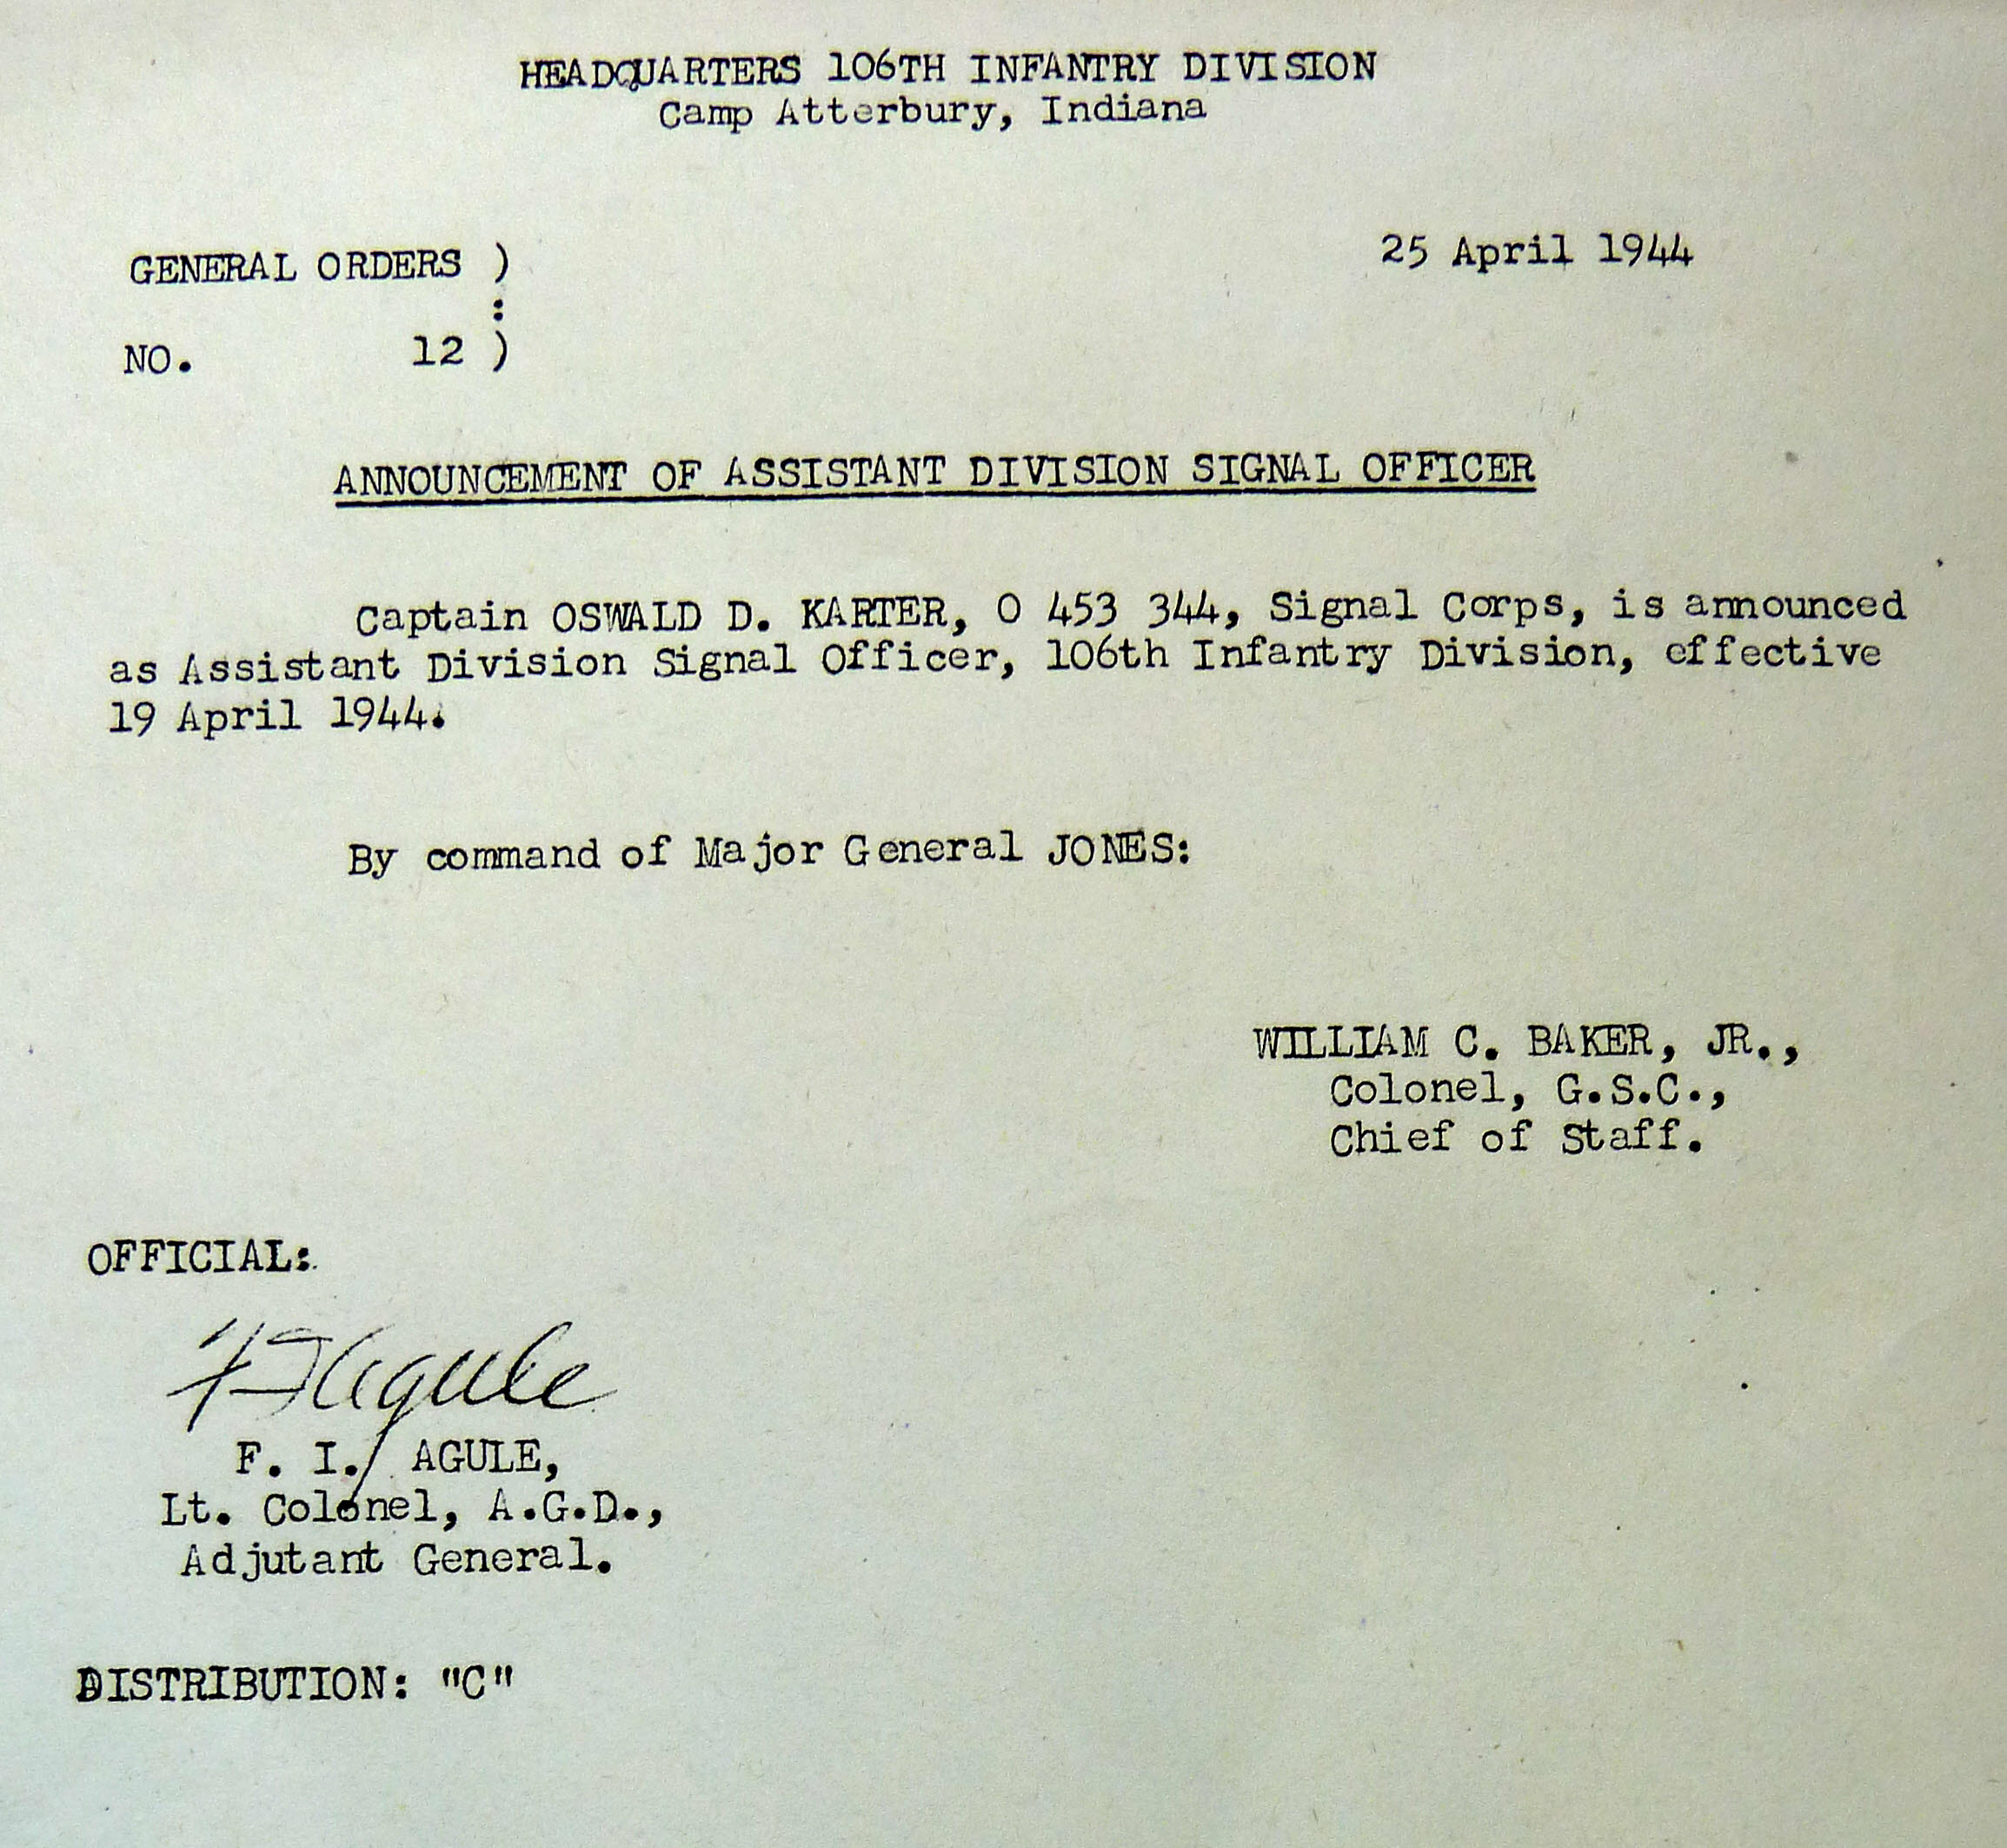 HEADQUARTERS 106TH INFANTRY DIVISION
Camp Atterbury, Indiana
GENERAL ORDERS ) 25 April 1944
:
NO. 12 )
ANNOUNCEMENT OF ASSISTANT DIVISION SIGNAL OFFICER
Captain OSWALD D. KARTER, O 453 344, Signal Corps, is announced
as Assistant Division Signal Officer, 106th Infantry Division, effective
19 April 1944.
By command of Major General JONES:
WILLIAM C. BAKER, JR.,
Colonel, G.S.C.,
Chief of Staff.
OFFICIAL:
F I Agule
F. I. AGULE,
Lt. Colonel, A.G.D.,
Adjutant General.
DISTRIBUTION: "C"